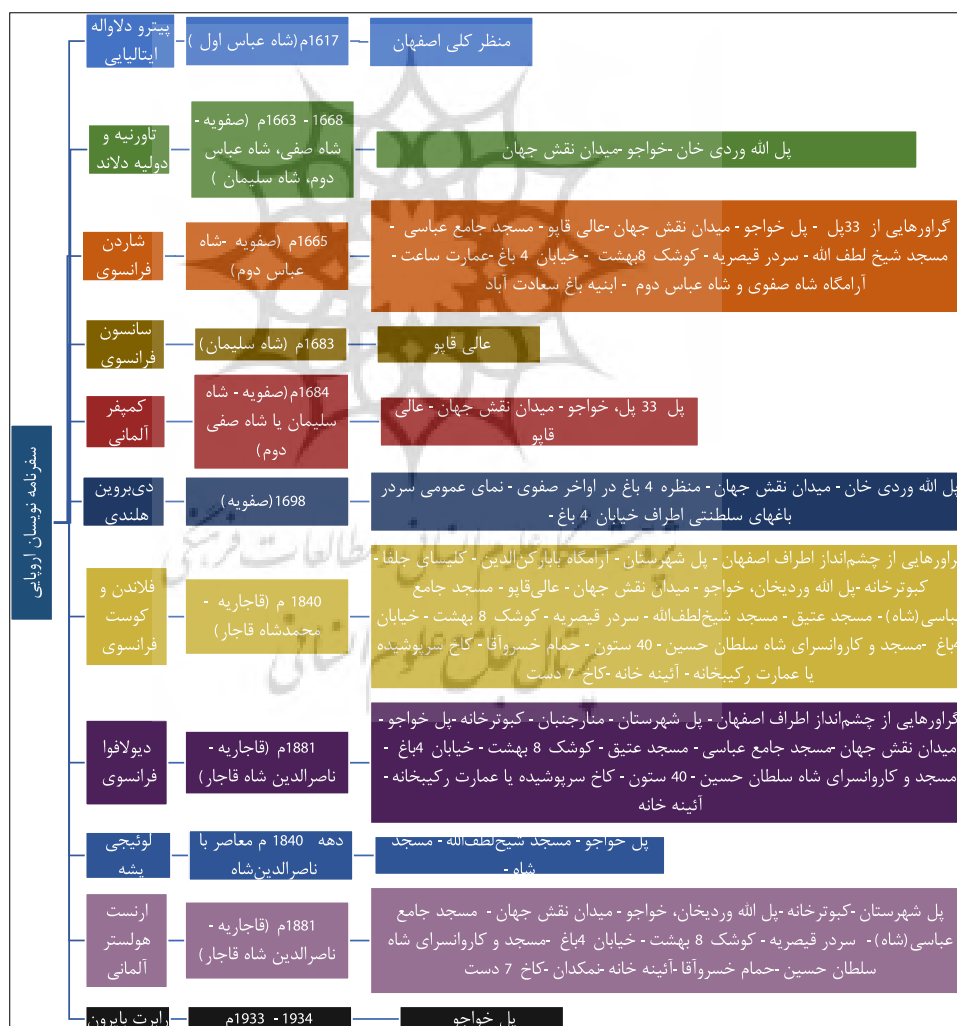 سفرنامه نویسان اروپایی
پیترو دلاواله
ایتالیایی
1617م(شاه عباس اول )
منظر کلی اصفهان
تاورنیه و
دولیه دلاند
1668 - 1663م (صفویه -
شاه صفی، شاه عباس
دوم، شاه سلیمان )
پل الله وردی خان -خواجو -میدان نقش جهان
شاردن
فرانسوی
1665م (صفویه -شاه
عباس دوم)
گراورهایی از 33پل - پل خواجو - میدان نقش جهان -عالی قاپو - مسجد جامع عباسی -
مسجد شیخ لطف الله - سردر قیصریه - کوشک 8بهشت - خیابان 4 باغ -عمارت ساعت -
آرامگاه شاه صفوی و شاه عباس دوم - ابنیه باغ سعادت آباد
سانسون
فرانسوی
1683م (شاه سلیمان)
عالی قاپو
کمپفر
آلمانی
1684م(صفویه - شاه
سلیمان یا شاه صفی
دوم)
پل 33 پل، خواجو - میدان نقش جهان - عالی
قاپو
دی‌بروین
هلندی
1698(صفویه)
پل الله وردی خان - میدان نقش جهان - منظره 4 باغ در اواخر صفوی - نمای عمومی سردر
باغهای سلطنتی اطراف خیابان 4 باغ-
فلاندن و
کوست
فرانسوی
1840 م (قاجاریه -
محمدشاه قاجار)
گراورهایی از چشم‌انداز اطراف اصفهان - پل شهرستان - آرامگاه بابارکن‌الدین - کلیسای جلفا -
کبوترخانه -پل الله وردیخان، خواجو - میدان نقش جهان - عالی‌قاپو - مسجد جامع
عباسی (شاه) - مسجد عتیق - مسجد شیخ‌لطف‌الله - سردر قیصریه - کوشک 8 بهشت - خیابان
4باغ -مسجد و کاروانسرای شاه سلطان حسین - 40 ستون - حمام خسروآقا - کاخ سرپوشیده
یا عمارت رکیبخانه - آئینه خانه -کاخ 7 دست
دیولافوا
فرانسوی
1881م (قاجاریه -
ناصرالدین شاه قاجار)
گراورهایی از چشم‌انداز اطراف اصفهان - پل شهرستان - منارجنبان - کبوترخانه -پل خواجو -
میدان نقش جهان -مسجد جامع عباسی - مسجد عتیق - کوشک 8 بهشت - خیابان 4باغ -
مسجد و کاروانسرای شاه سلطان حسین - 40 ستون - کاخ سرپوشیده یا عمارت رکیبخانه -
آئینه خانه
لوئیجی
پشه
دهه 1840 م معاصر با
ناصرالدین‌شاه
پل خواجو - مسجد شیخ‌لطف‌الله - مسجد
شاه -
ارنست
هولستر
آلمانی
1881م (قاجاریه -
ناصرالدین شاه قاجار)
پل شهرستان -کبوترخانه -پل الله وردیخان، خواجو - میدان نقش جهان - مسجد جامع
عباسی (شاه) - سردر قیصریه - کوشک 8 بهشت - خیابان 4باغ -مسجد و کاروانسرای شاه
سلطان حسین -حمام خسروآقا -آئینه خانه -نمکدان -کاخ 7 دست
رابرت بایرون
1934 - 1933م
پل خواجو
پژوهشگاه علوم انسانی و مطالعات فرهنگی
پرتال جامع علوم انسانی